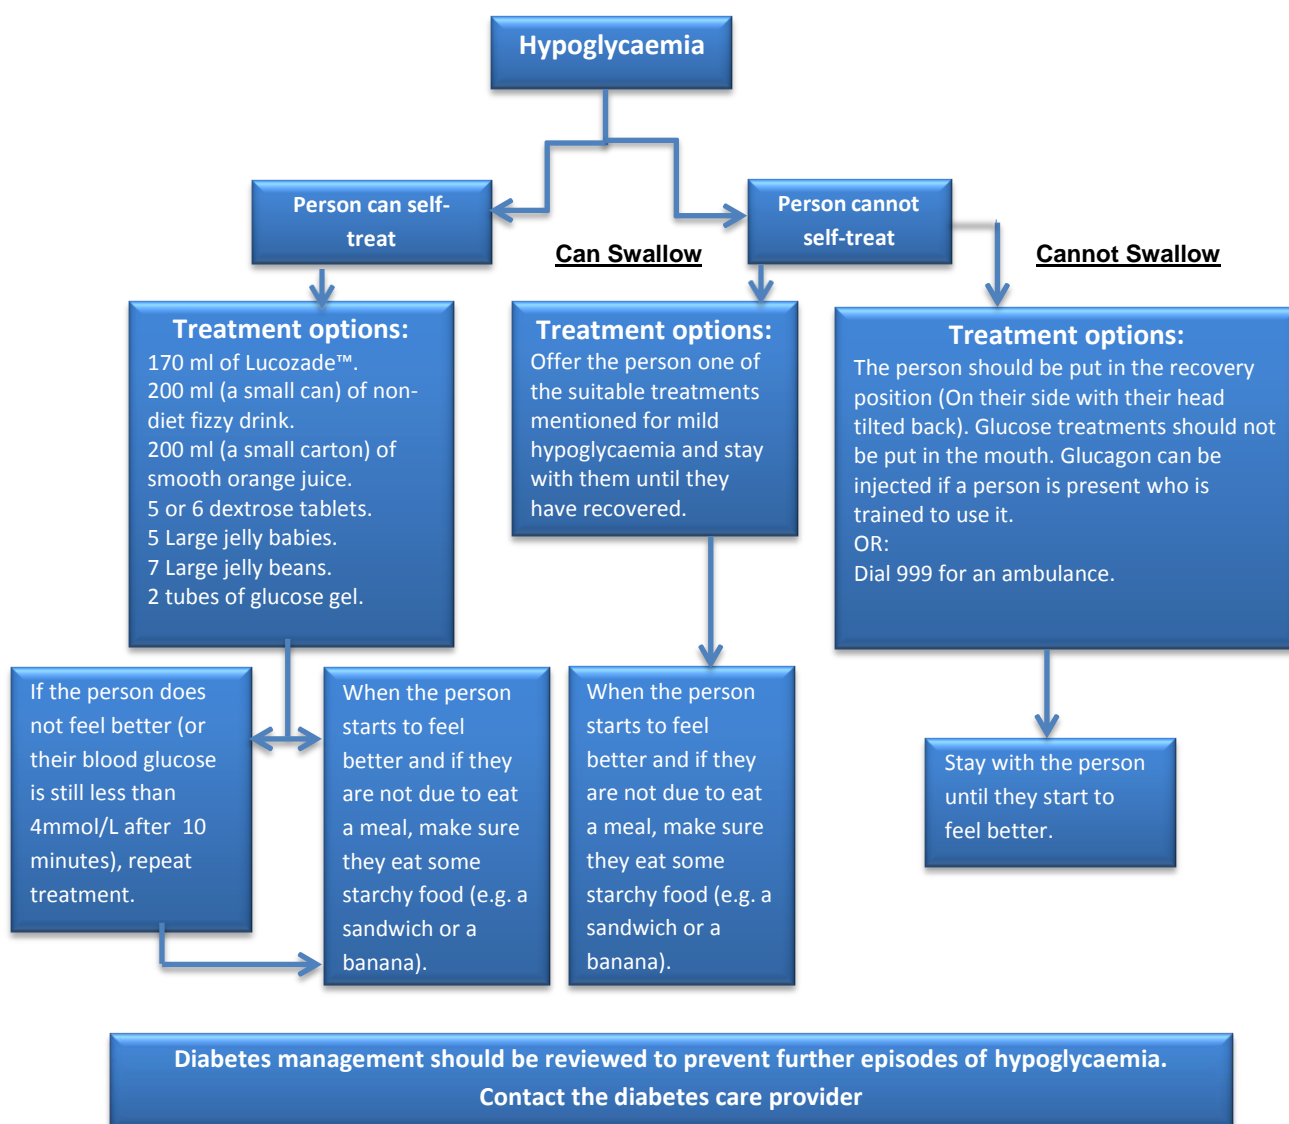 Hypoglycaemia
Person can self-
treat
Person cannot
self-treat
Can Swallow
Cannot Swallow
Treatment options:
170 ml of Lucozade™.
200 ml (a small can) of non-
diet fizzy drink.
200 ml (a small carton) of
smooth orange juice.
5 or 6 dextrose tablets.
5 Large jelly babies.
7 Large jelly beans.
2 tubes of glucose gel.
Treatment options:
Offer the person one of
the suitable treatments
mentioned for mild
hypoglycaemia and stay
with them until they
have recovered.
Treatment options:
The person should be put in the recovery
position (On their side with their head
tilted back). Glucose treatments should not
be put in the mouth. Glucagon can be
injected if a person is present who is
trained to use it.
OR:
Dial 999 for an ambulance.
If the person does
not feel better (or
their blood glucose
is still less than
4mmol/L after 10
minutes), repeat
treatment.
When the person
starts to feel
better and if they
are not due to eat
a meal, make sure
they eat some
starchy food (e.g. a
sandwich or a
banana).
When the person
starts to feel
better and if they
are not due to eat
a meal, make sure
they eat some
starchy food (e.g. a
sandwich or a
banana).
Stay with the person
until they start to
feel better.
Diabetes management should be reviewed to prevent further episodes of hypoglycaemia.
Contact the diabetes care provider